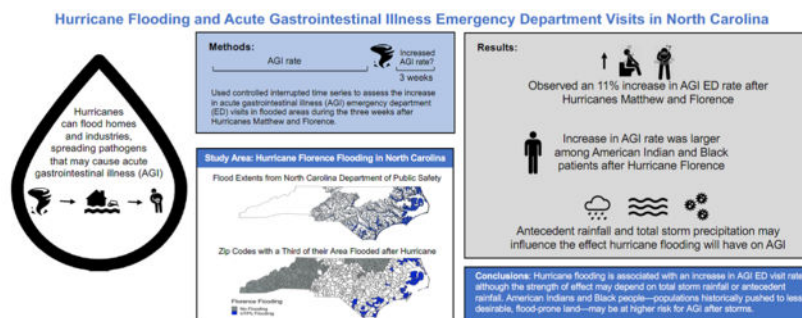 Hurricane Flooding and Acute Gastrointestinal Illness Emergency Department Visits in North Carolina
Hurricanes
can flood homes
and industries,
spreading pathogens
that may cause acute
gastrointestinal illness (AGI)
Methods:
AGI rate
Increased
AGI rate?
3 weeks
Used controlled interrupted time series to assess the increase
in acute gastrointestinal illness (AGI) emergency department
(ED) visits in flooded areas during the three weeks after
Hurricanes Matthew and Florence.
Study Area: Hurricane Florence Flooding in North Carolina
Flood Extents from North Carolina Department of Public Safety
Zip Codes with a Third of their Area Flooded after Hurricane
Florence Flooding
No Flooding
Flooding
Results:
Observed an 11% increase in AGI ED rate after
Hurricanes Matthew and Florence
Increase in AGI rate was larger
among American Indian and Black
patients after Hurricane Florence
Antecedent rainfall and total storm precipitation may
influence the effect hurricane flooding will have on AGI
Conclusions: Hurricane flooding is associated with an increase in AGI ED visit rate
although the strength of effect may depend on total storm rainfall or antecedent
rainfall. American Indians and Black people—populations historically pushed to less
desirable, flood-prone land—may be at higher risk for AGI after storms.